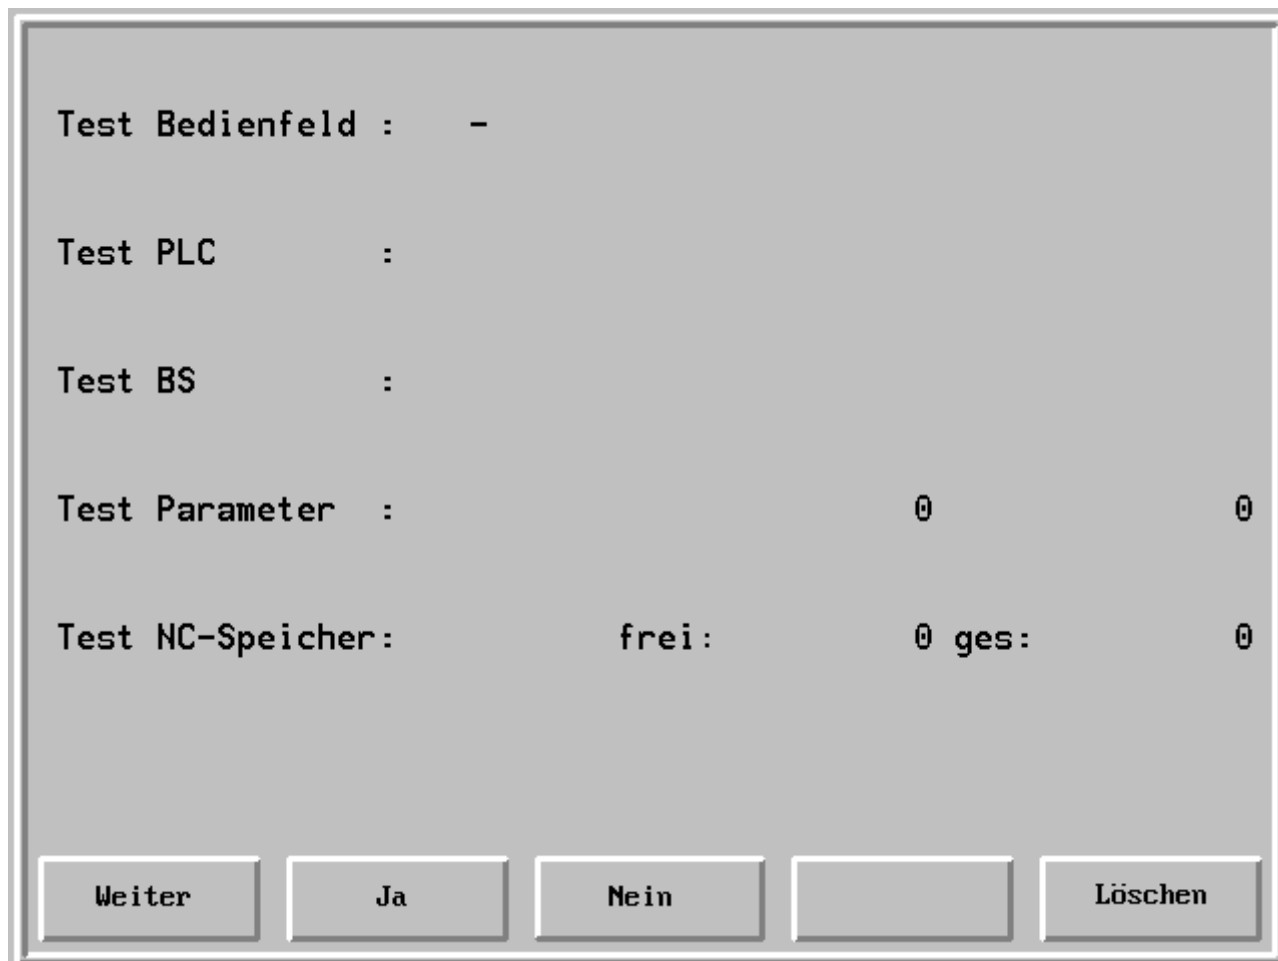 Test Bedienfeld :   -
Test PLC        :
Test BS         :
Test Parameter  :   0   0
Test NC-Speicher:   frei:   0 ges:   0
Weiter   Ja   Nein   Löschen